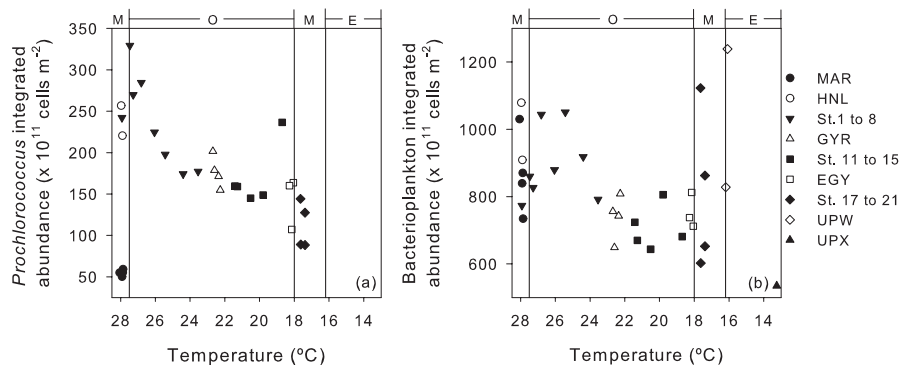 M O M E
350
300
250
200
150
100
50
Prochlorococcus integrated
abundance (x 10¹¹ cells m⁻²)
(a)
28 26 24 22 20 18 16 14
Temperature (ºC)
M O M E
1200
1000
800
600
Bacterioplankton integrated
abundance (x 10¹¹ cells m⁻²)
(b)
28 26 24 22 20 18 16 14
Temperature (ºC)
MAR
HNL
St.1 to 8
GYR
St. 11 to 15
EGY
St. 17 to 21
UPW
UPX